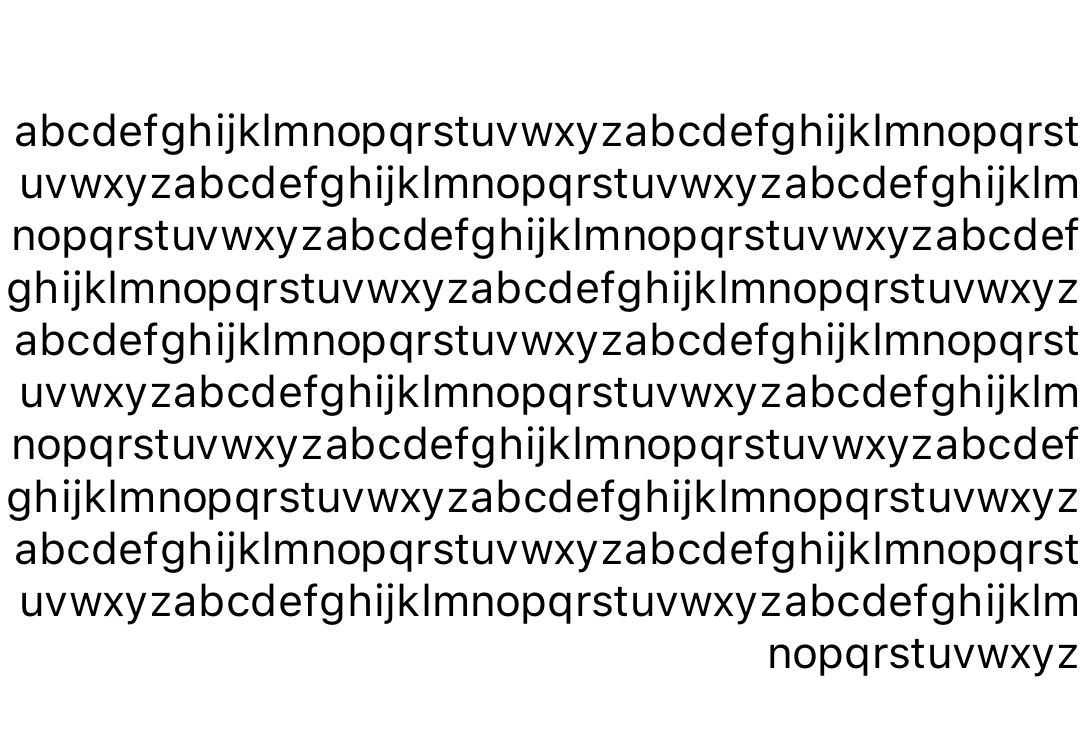 abcdefghijklmnopqrstuvwxyzabcdefghijklmnopqrst
uvwxyzabcdefghijklmnopqrstuvwxyzabcdefghijklm
nopqrstuvwxyzabcdefghijklmnopqrstuvwxyzabcdef
ghijklmnopqrstuvwxyzabcdefghijklmnopqrstuvwxyz
abcdefghijklmnopqrstuvwxyzabcdefghijklmnopqrst
uvwxyzabcdefghijklmnopqrstuvwxyzabcdefghijklm
nopqrstuvwxyzabcdefghijklmnopqrstuvwxyzabcdef
ghijklmnopqrstuvwxyzabcdefghijklmnopqrstuvwxyz
abcdefghijklmnopqrstuvwxyzabcdefghijklmnopqrst
uvwxyzabcdefghijklmnopqrstuvwxyzabcdefghijklm
nopqrstuvwxyz